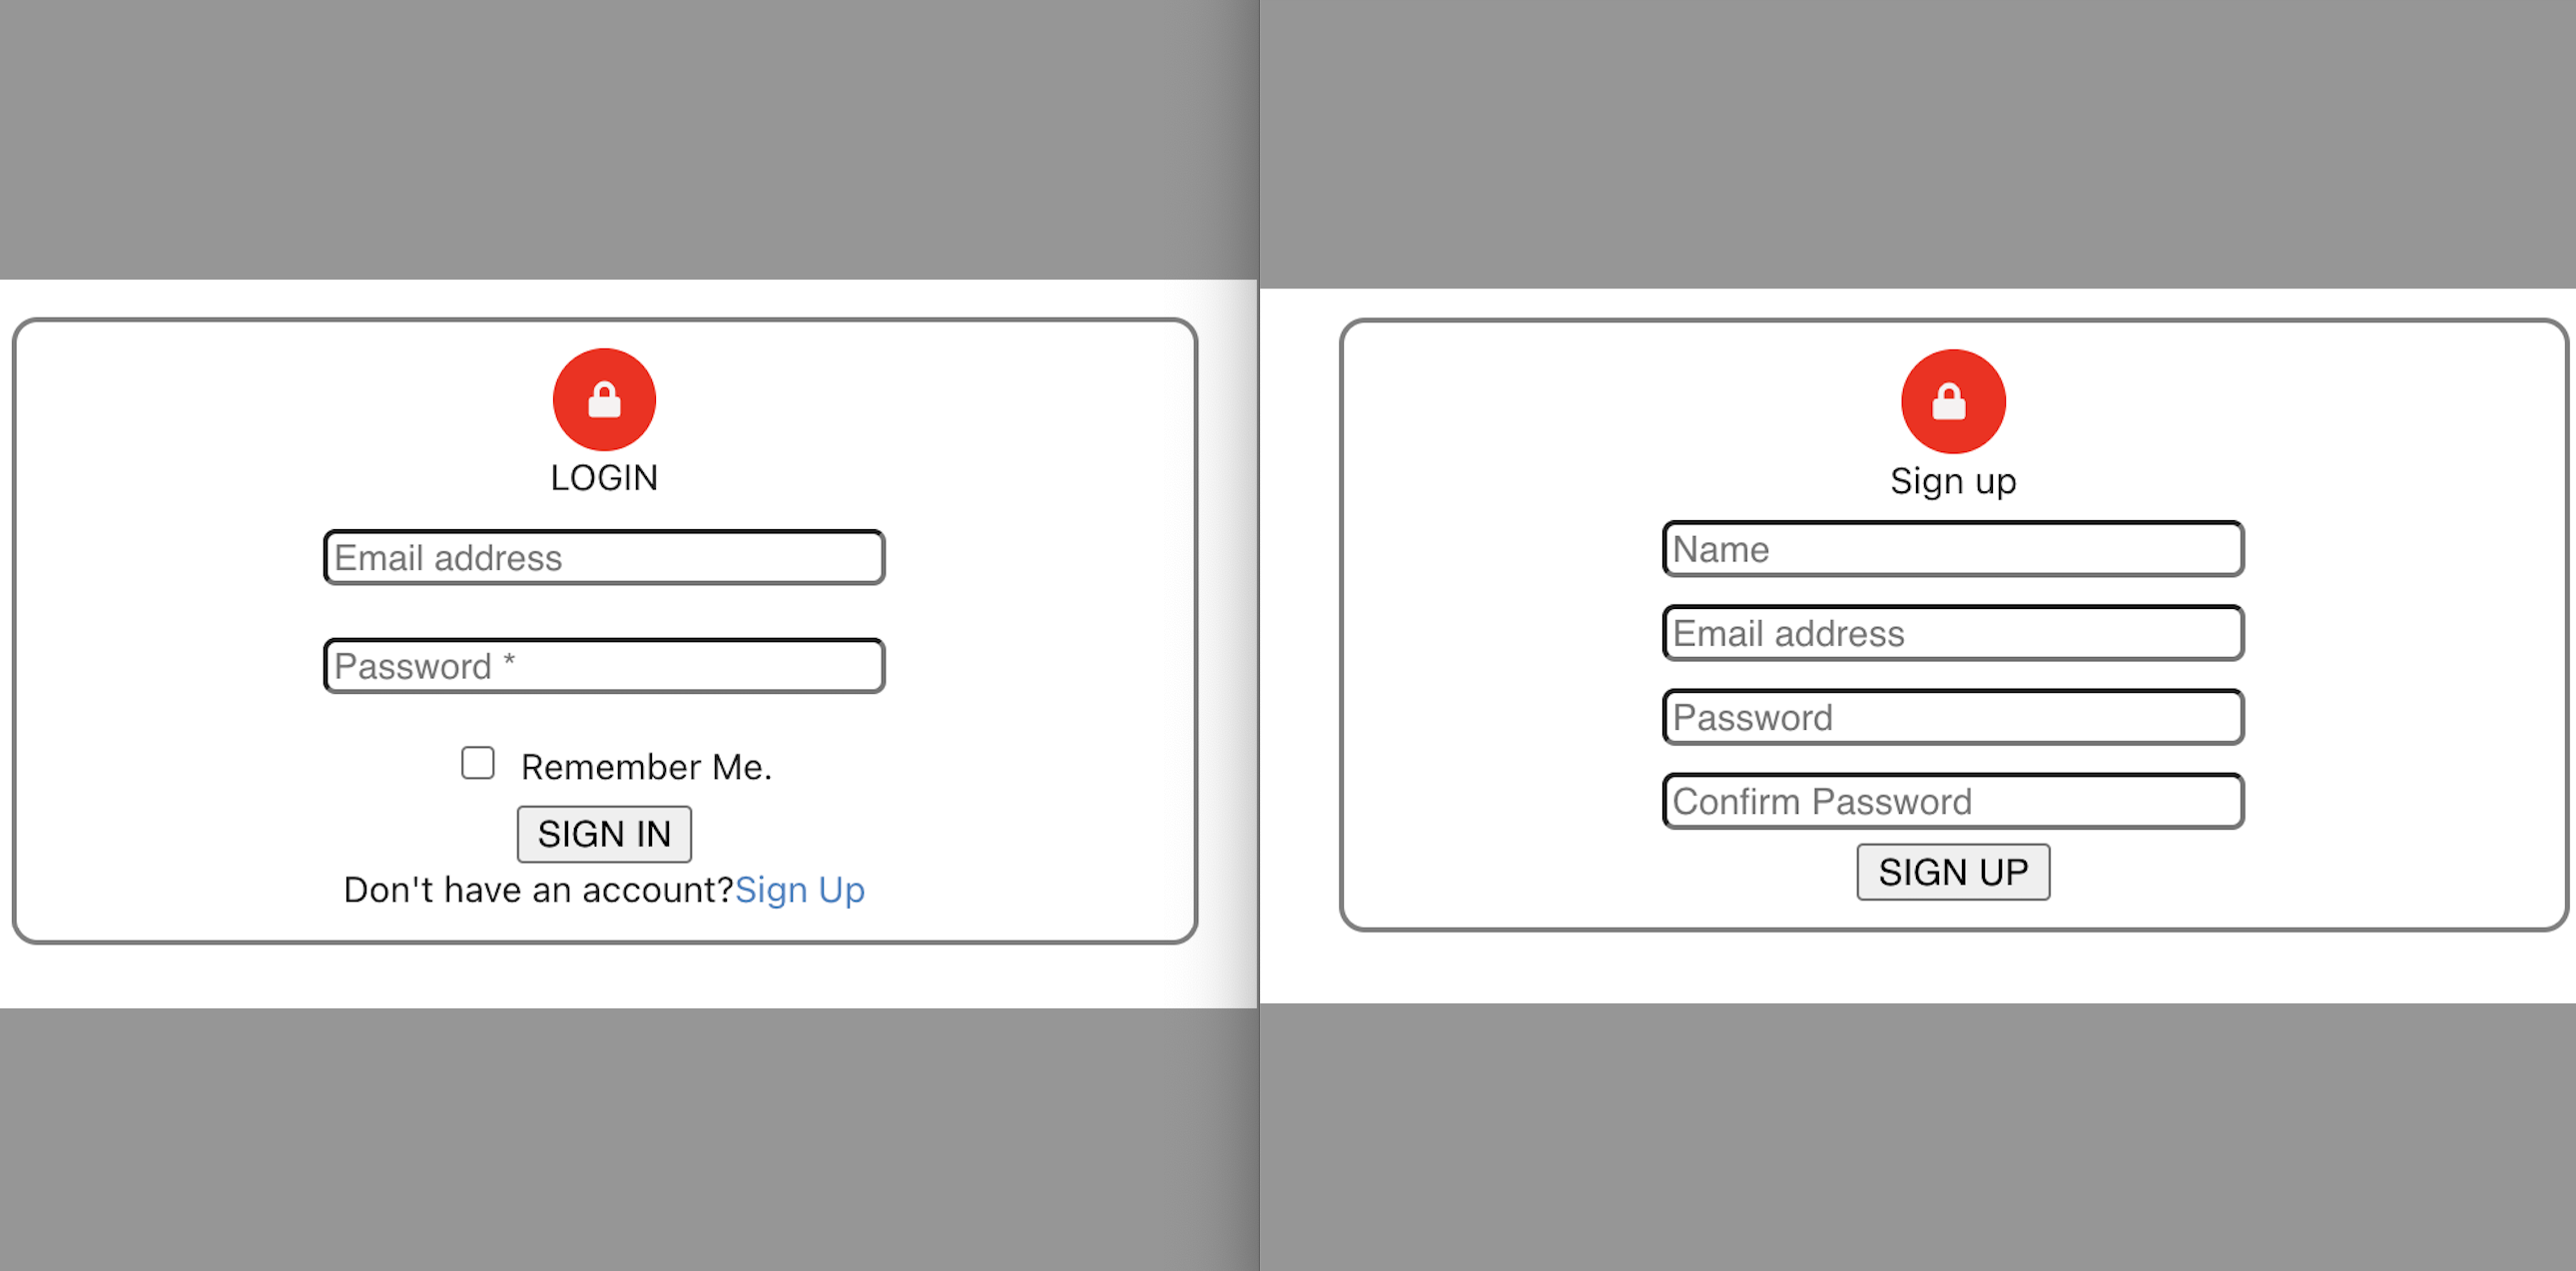 LOGIN
Email address
Password *
Remember Me.
SIGN IN
Don't have an account?Sign Up
Sign up
Name
Email address
Password
Confirm Password
SIGN UP